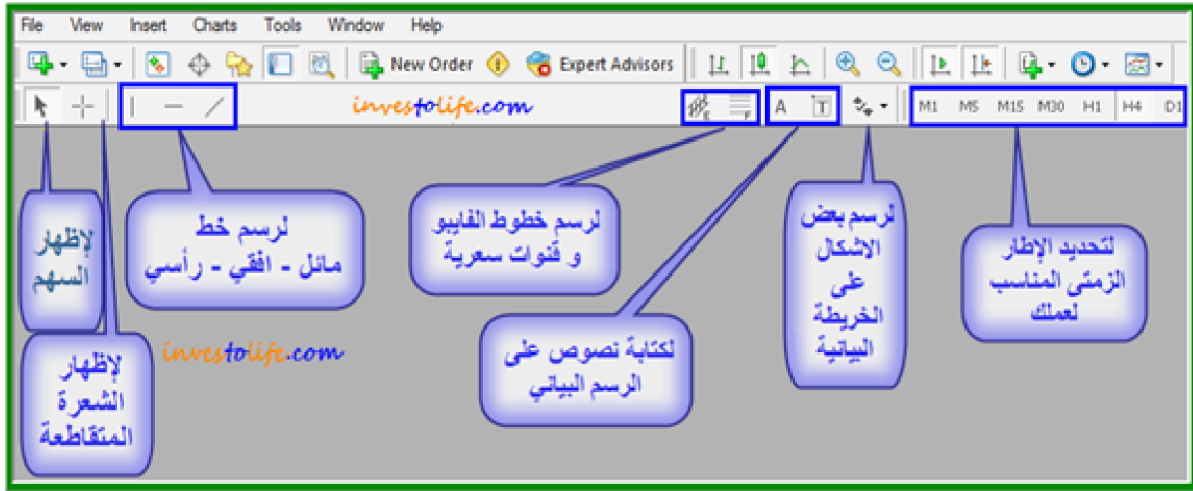 File View Insert Charts Tools Window Help
New Order Expert Advisors
investolife.com E F A T M1 M5 M15 M30 H1 H4 D1
لإظهار
السهم
لرسم خط
مائل - افقي - رأسي
لرسم خطوط الفايبو
و قنوات سعرية
لرسم بعض
الاشكال
على
الخريطة
البيانية
لتحديد الإطار
الزمني المناسب
لعملك
لإظهار
الشعرة
المتقاطعة
investolife.com
لكتابة نصوص على
الرسم البياني